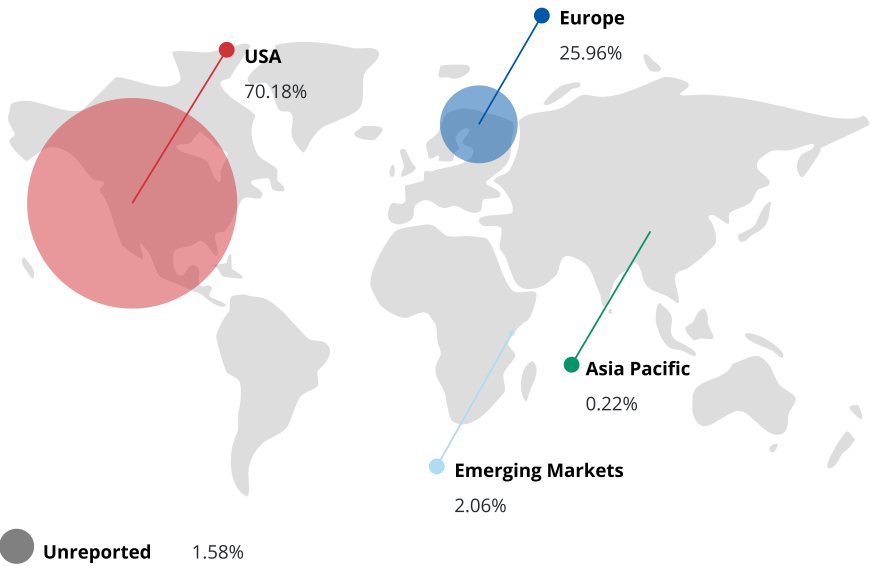 Europe
25.96%
USA
70.18%
Asia Pacific
0.22%
Emerging Markets
2.06%
Unreported 1.58%